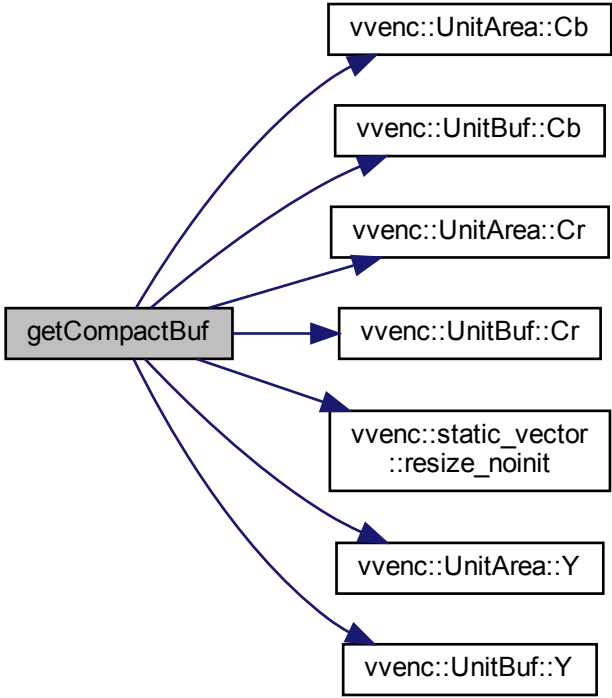 vvenc::UnitArea::Cb
vvenc::UnitBuf::Cb
vvenc::UnitArea::Cr
getCompactBuf
vvenc::UnitBuf::Cr
vvenc::static_vector
::resize_noinit
vvenc::UnitArea::Y
vvenc::UnitBuf::Y